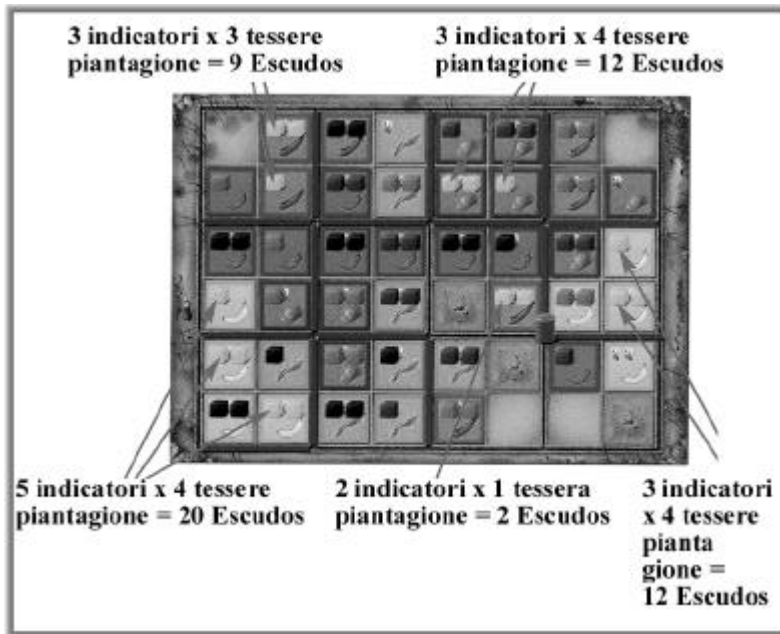 3 indicatori x 3 tessere
piantagione = 9 Escudos
3 indicatori x 4 tessere
piantagione = 12 Escudos
5 indicatori x 4 tessere
piantagione = 20 Escudos
2 indicatori x 1 tessera
piantagione = 2 Escudos
3 indicatori
x 4 tessere
pianta
gione =
12 Escudos